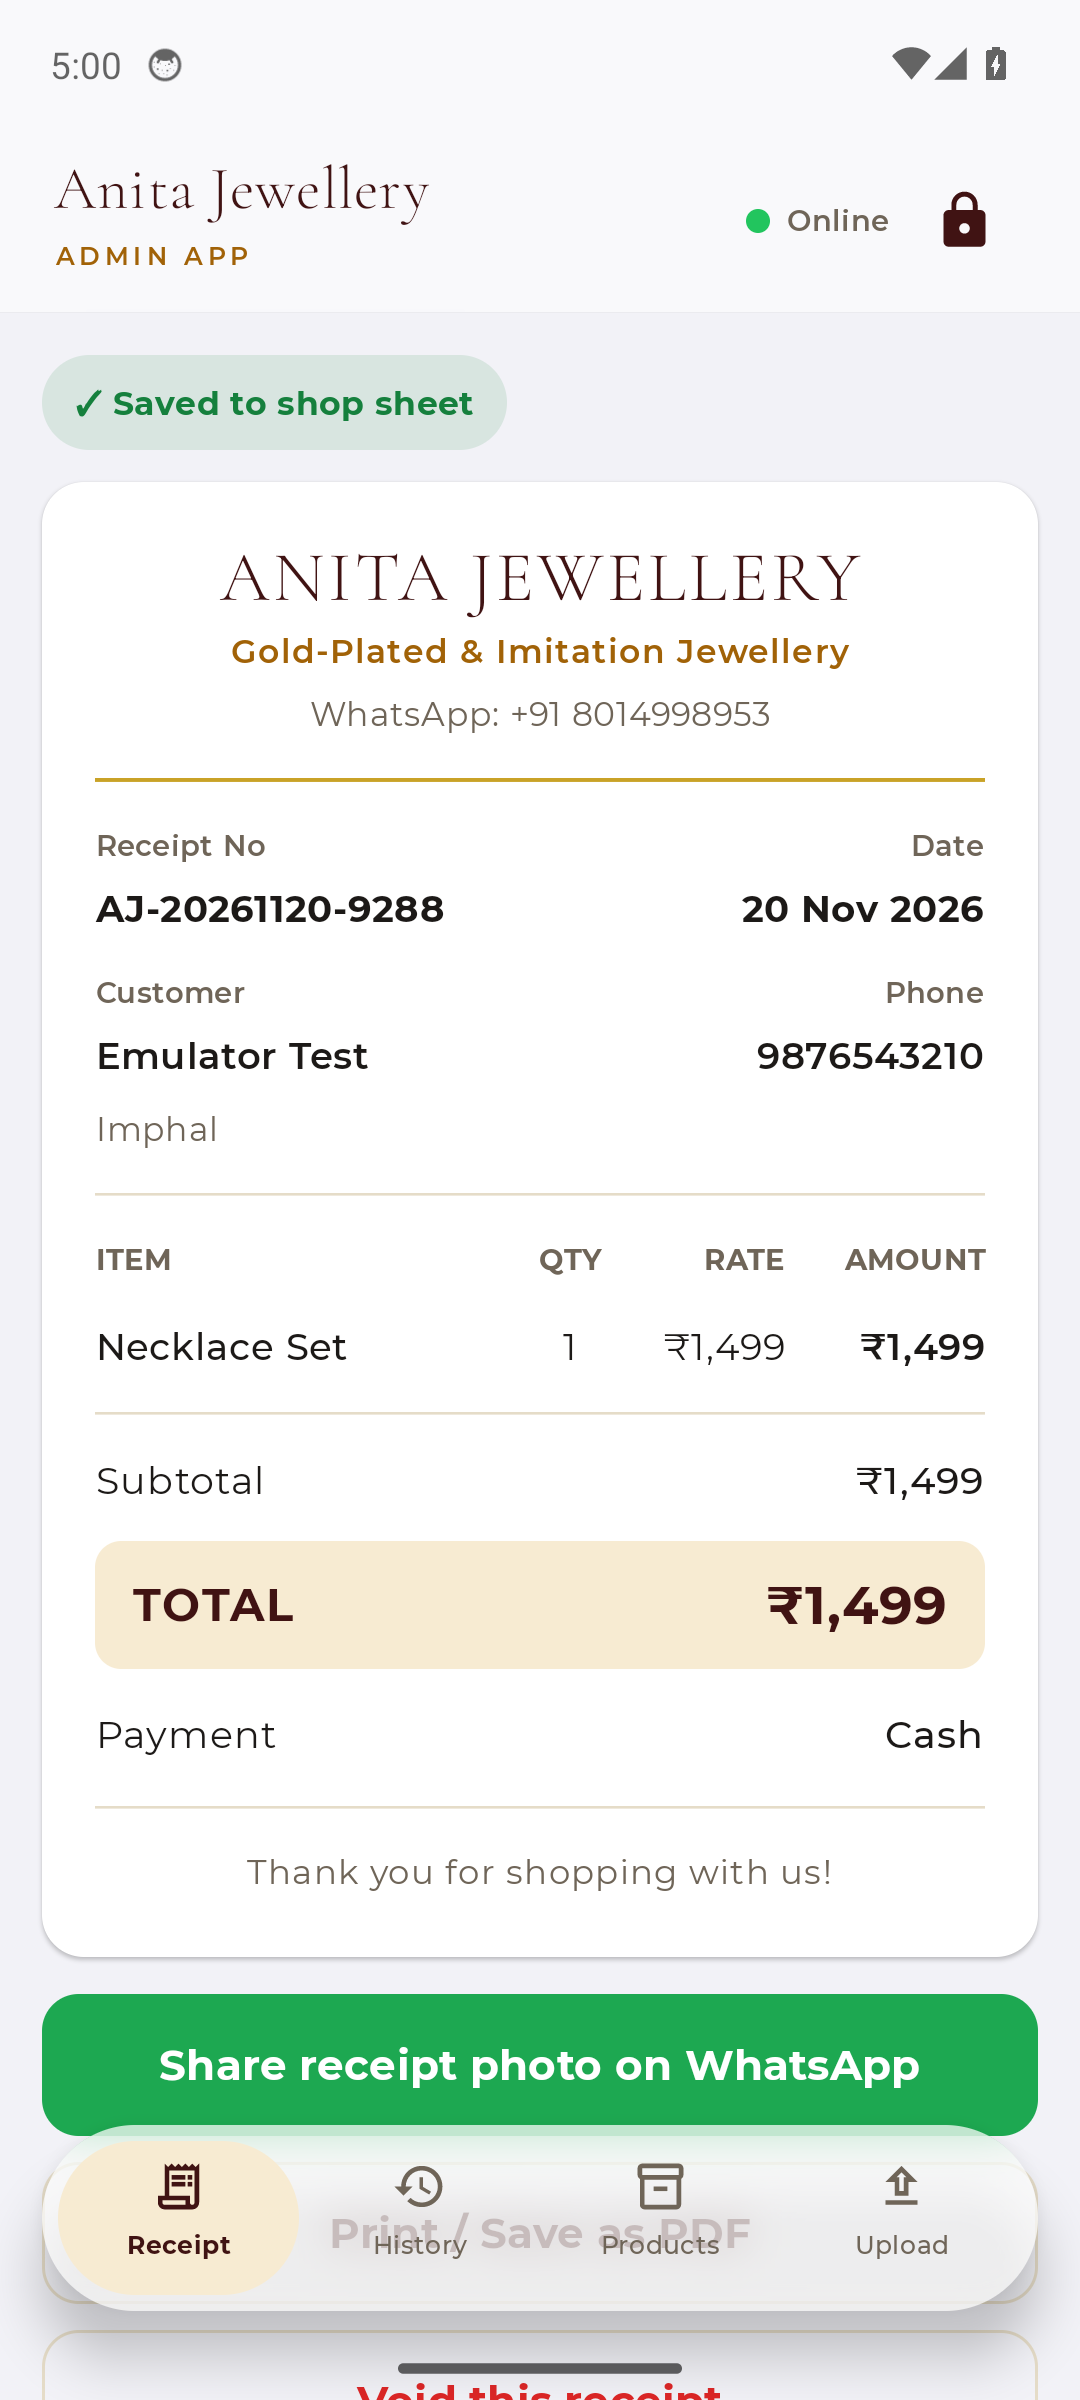 5:00
Anita Jewellery
ADMIN APP
Online
✓ Saved to shop sheet
ANITA JEWELLERY
Gold-Plated & Imitation Jewellery
WhatsApp: +91 8014998953
Receipt No Date
AJ-20261120-9288 20 Nov 2026
Customer Phone
Emulator Test 9876543210
Imphal
ITEM QTY RATE AMOUNT
Necklace Set 1 ₹1,499 ₹1,499
Subtotal ₹1,499
TOTAL ₹1,499
Payment Cash
Thank you for shopping with us!
Share receipt photo on WhatsApp
Print / Save as PDF
Receipt History Products Upload
Void this receipt